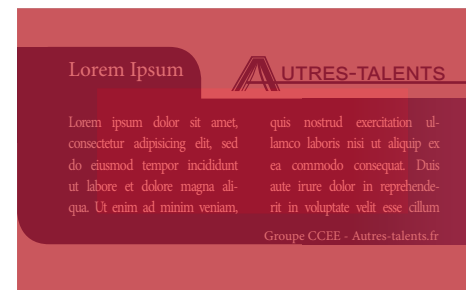 Lorem Ipsum
AUTRES-TALENTS
Lorem ipsum dolor sit amet,
consectetur adipisicing elit, sed
do eiusmod tempor incididunt
ut labore et dolore magna ali-
qua. Ut enim ad minim veniam,
quis nostrud exercitation ul-
lamco laboris nisi ut aliquip ex
ea commodo consequat. Duis
aute irure dolor in reprehende-
rit in voluptate velit esse cillum
Groupe CCEE - Autres-talents.fr